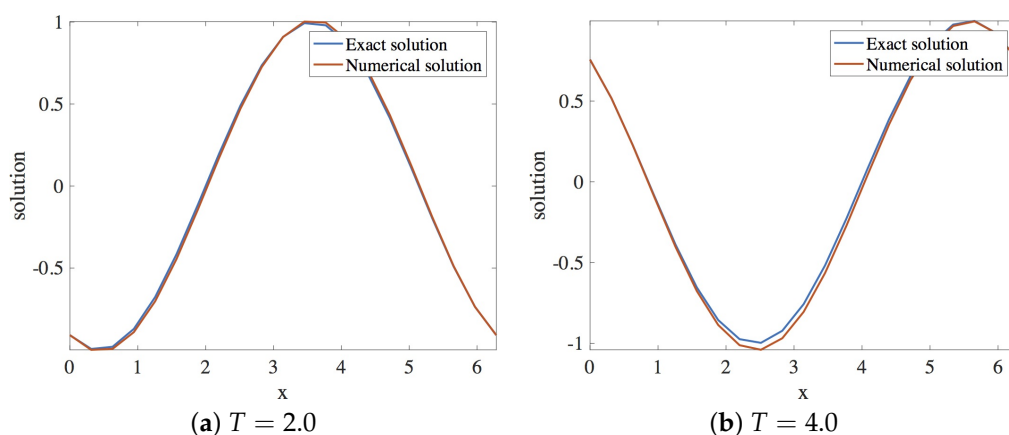 1
0.5
0
-0.5
solution
0 1 2 3 4 5 6
x
Exact solution
Numerical solution
(a) T = 2.0
0.5
0
-0.5
-1
solution
0 1 2 3 4 5 6
x
Exact solution
Numerical solution
(b) T = 4.0